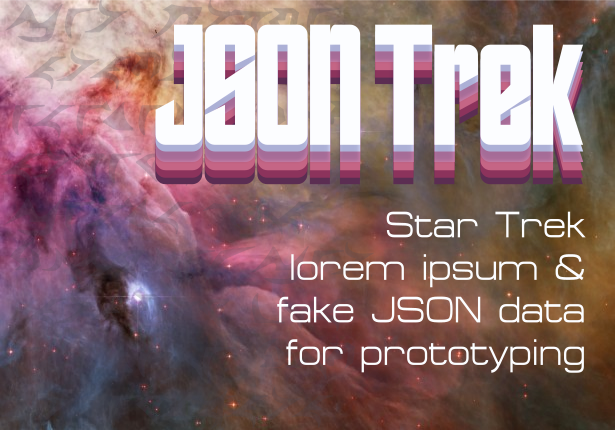 JSON Trek
Star Trek
lorem ipsum &
fake JSON data
for prototyping